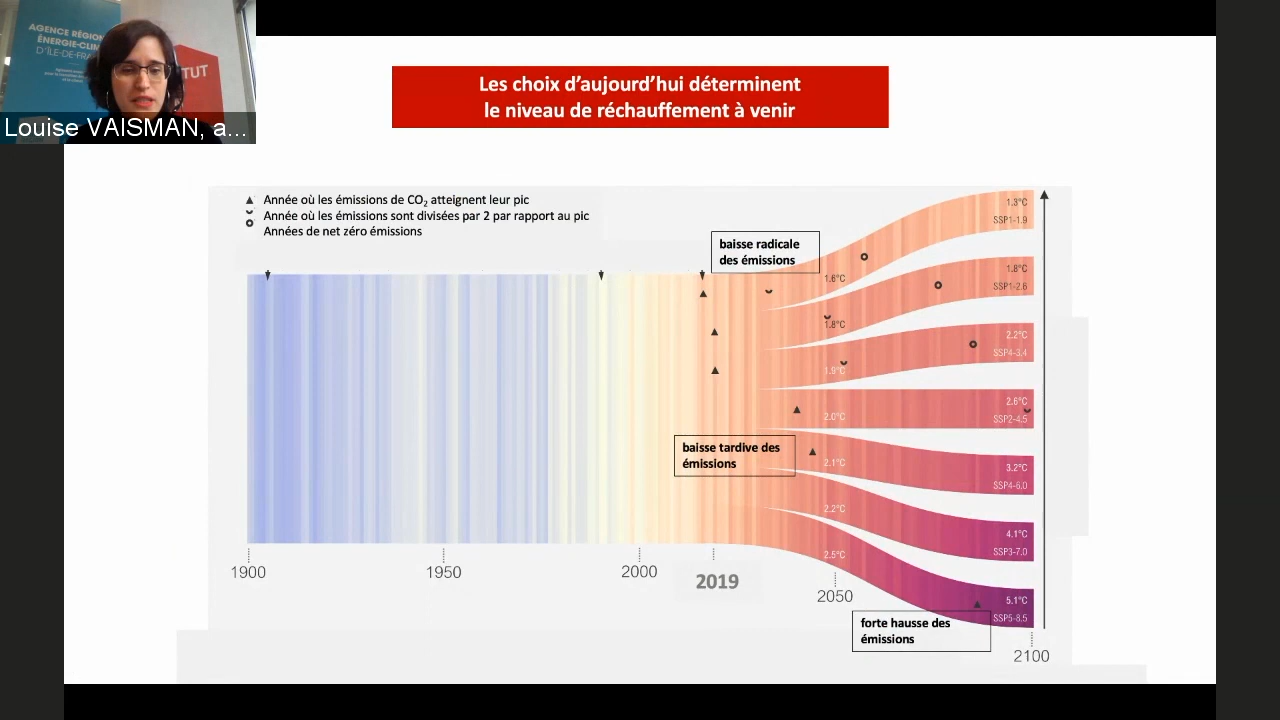 AGENCE RÉGION
ÉNERGIE-CLIM
D'ÎLE-DE-FRA
TUT
Louise VAISMAN, a...
Les choix d'aujourd'hui déterminent
le niveau de réchauffement à venir
Année où les émissions de CO₂ atteignent leur pic
Année où les émissions sont divisées par 2 par rapport au pic
Années de net zéro émissions
baisse radicale
des émissions
1.3°C
SSP1-1.9
1.6°C
1.8°C
SSP1-2.6
1.8°C
2.2°C
SSP4-3.4
1.9°C
2.6°C
SSP2-4.5
2.0°C
baisse tardive des
émissions
2.1°C
3.2°C
SSP4-6.0
2.2°C
4.1°C
SSP3-7.0
2.5°C
5.1°C
SSP5-8.5
1900
1950
2000
2019
2050
forte hausse des
émissions
2100